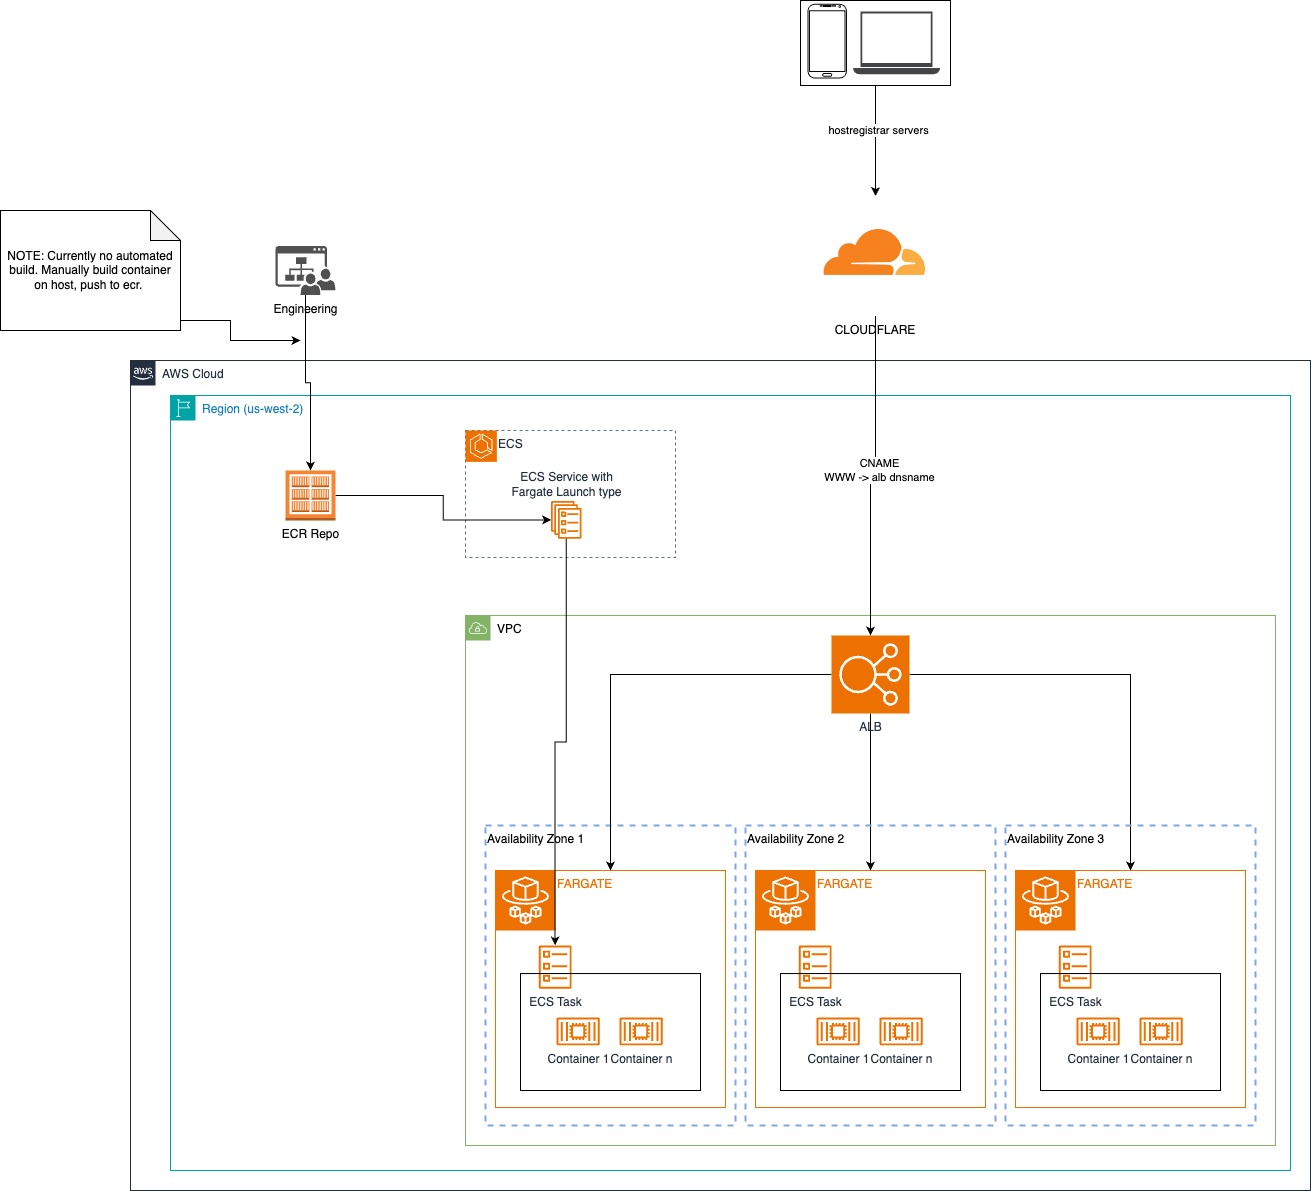 hostregistrar servers
NOTE: Currently no automated
build. Manually build container
on host, push to ecr.
Engineering
CLOUDFLARE
aws
AWS Cloud
Region (us-west-2)
ECS
ECS Service with
Fargate Launch type
CNAME
WWW -> alb dnsname
ECR Repo
VPC
ALB
Availability Zone 1
Availability Zone 2
Availability Zone 3
FARGATE
FARGATE
FARGATE
ECS Task
ECS Task
ECS Task
Container 1
Container n
Container 1
Container n
Container 1
Container n